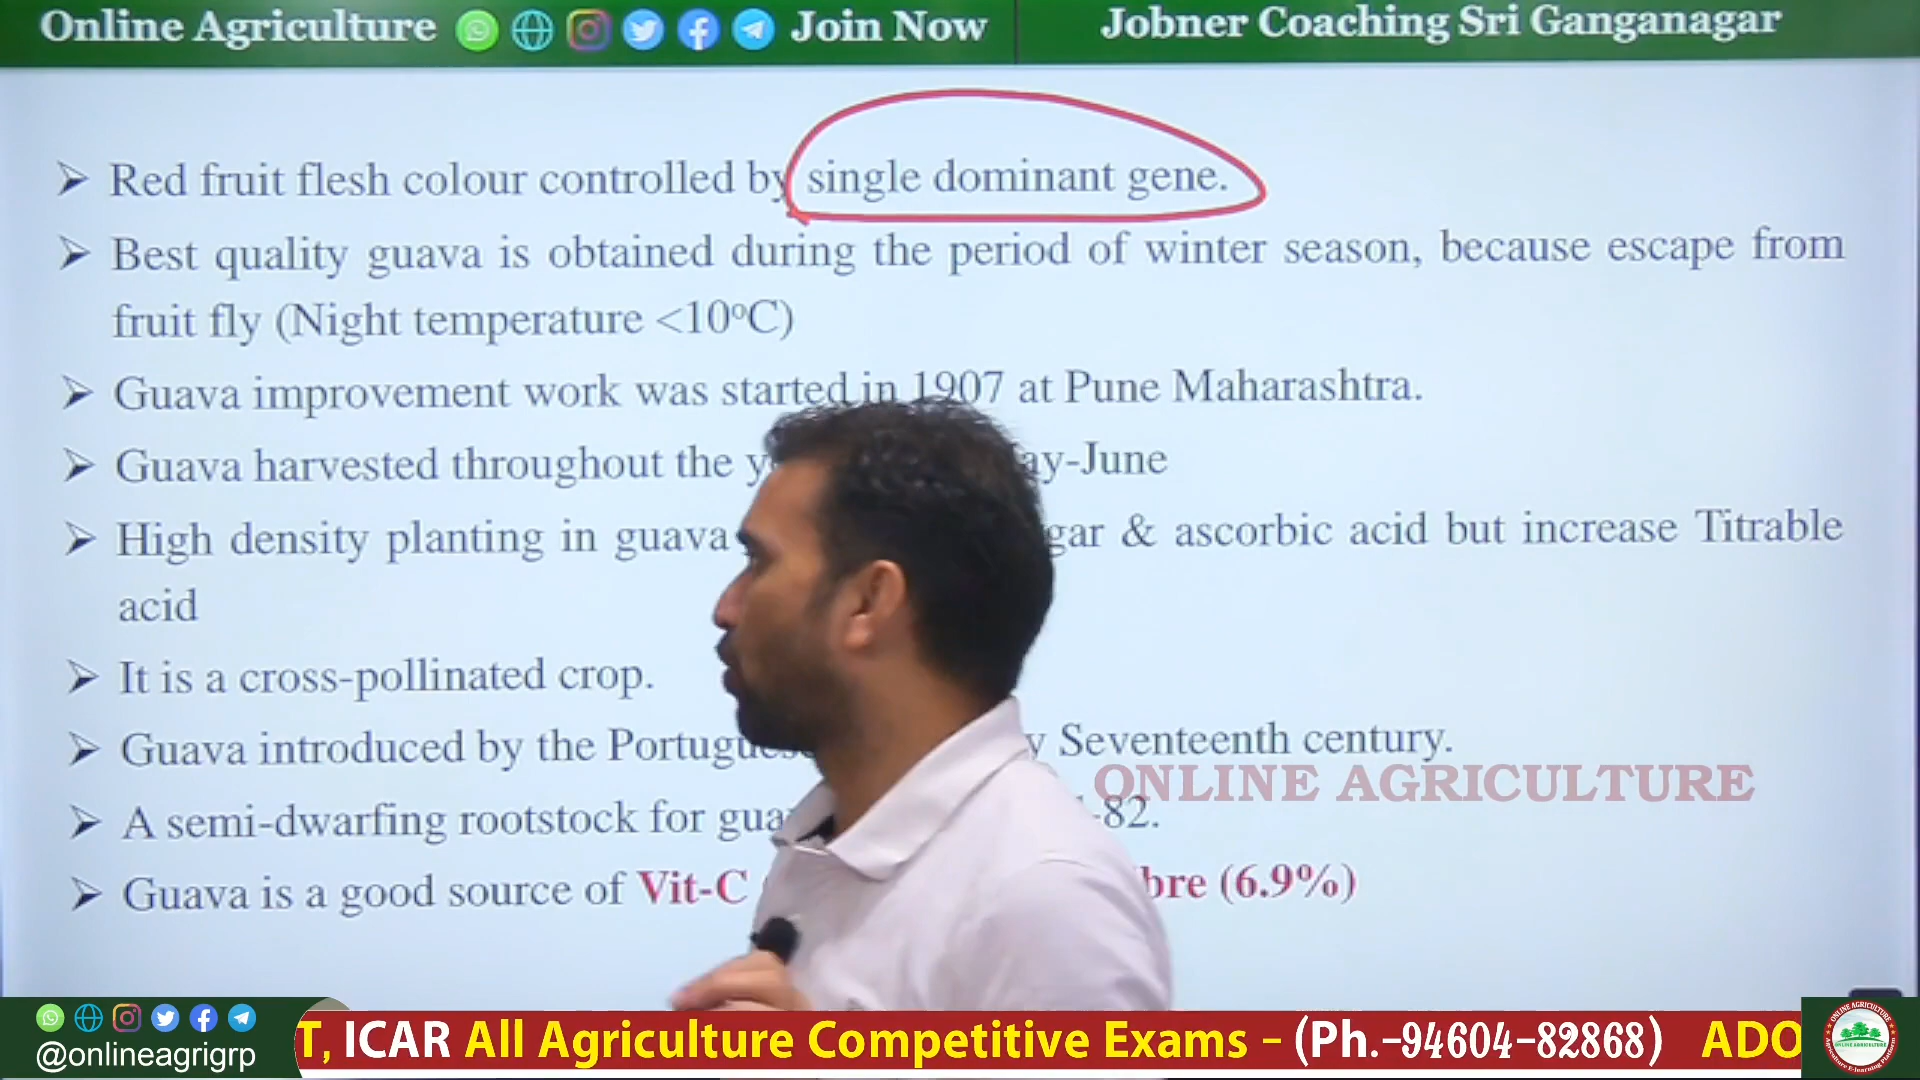 Online Agriculture Join Now Jobner Coaching Sri Ganganagar
➢ Red fruit flesh colour controlled by single dominant gene.
➢ Best quality guava is obtained during the period of winter season, because escape from
fruit fly (Night temperature <10°C)
➢ Guava improvement work was started in 1907 at Pune Maharashtra.
➢ Guava harvested throughout the May-June
➢ High density planting in guava & ascorbic acid but increase Titrable
acid
➢ It is a cross-pollinated crop.
➢ Guava introduced by the Portuguese Seventeenth century.
ONLINE AGRICULTURE
➢ A semi-dwarfing rootstock for -82.
➢ Guava is a good source of Vit-C (6.9%)
@onlineagrigrp T, ICAR All Agriculture Competitive Exams – (Ph.-94604-82868) ADO